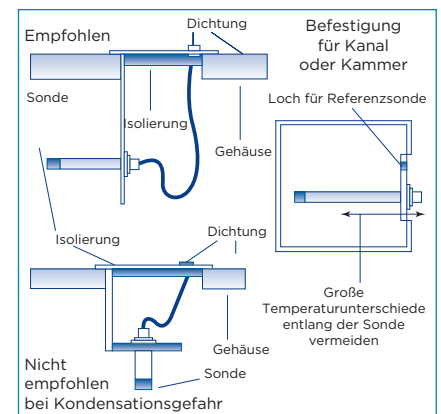 Empfohlen
Dichtung
Sonde
Isolierung
Gehäuse
Isolierung
Dichtung
Gehäuse
Sonde
Nicht
empfohlen
bei Kondensationsgefahr
Befestigung
für Kanal
oder Kammer
Loch für Referenzsonde
Große
Temperaturunterschiede
entlang der Sonde
vermeiden